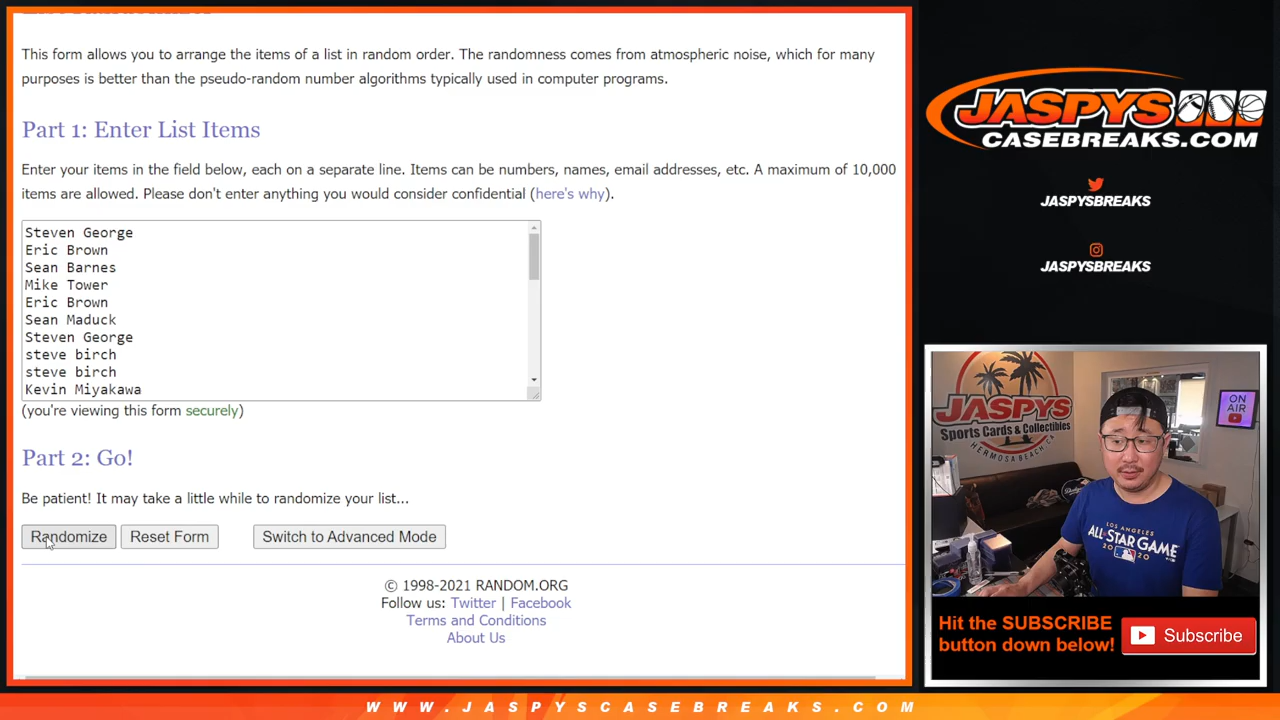 This form allows you to arrange the items of a list in random order. The randomness comes from atmospheric noise, which for many
purposes is better than the pseudo-random number algorithms typically used in computer programs.
Part 1: Enter List Items
Enter your items in the field below, each on a separate line. Items can be numbers, names, email addresses, etc. A maximum of 10,000
items are allowed. Please don't enter anything you would consider confidential (here's why).
Steven George
Eric Brown
Sean Barnes
Mike Tower
Eric Brown
Sean Maduck
Steven George
steve birch
steve birch
Kevin Miyakawa
(you're viewing this form securely)
Part 2: Go!
Be patient! It may take a little while to randomize your list...
Randomize Reset Form Switch to Advanced Mode
© 1998-2021 RANDOM.ORG
Follow us: Twitter | Facebook
Terms and Conditions
About Us
JASPYS
CASEBREAKS.COM
JASPYSBREAKS
JASPYSBREAKS
JASPYS
Sports Cards & Collectibles
HERMOSA BEACH, CA
ON AIR
LOS ANGELES
ALL-STAR GAME
2020
Hit the SUBSCRIBE
button down below!
Subscribe
WWW.JASPYSCASEBREAKS.COM